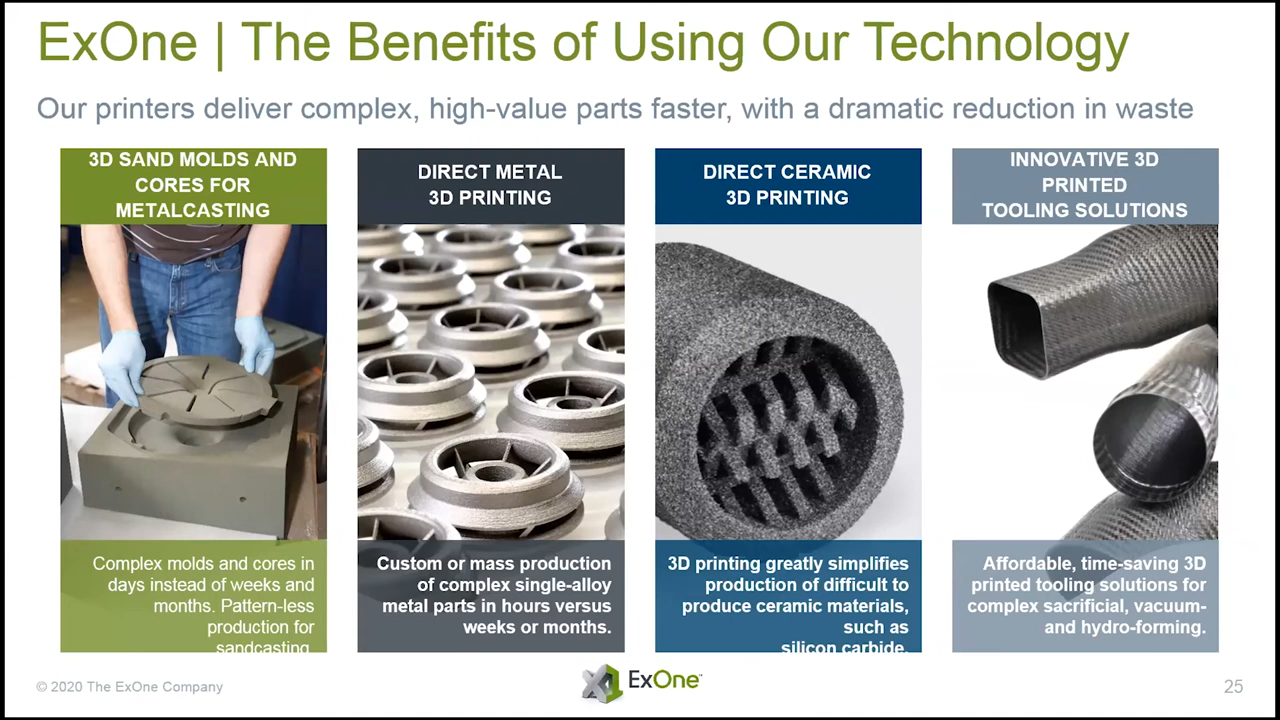 ExOne | The Benefits of Using Our Technology
Our printers deliver complex, high-value parts faster, with a dramatic reduction in waste
3D SAND MOLDS AND
CORES FOR
METALCASTING
Complex molds and cores in
days instead of weeks and
months. Pattern-less
production for
sandcasting.
DIRECT METAL
3D PRINTING
Custom or mass production
of complex single-alloy
metal parts in hours versus
weeks or months.
DIRECT CERAMIC
3D PRINTING
3D printing greatly simplifies
production of difficult to
produce ceramic materials,
such as
silicon carbide.
INNOVATIVE 3D
PRINTED
TOOLING SOLUTIONS
Affordable, time-saving 3D
printed tooling solutions for
complex sacrificial, vacuum-
and hydro-forming.
© 2020 The ExOne Company
X1 ExOne™
25